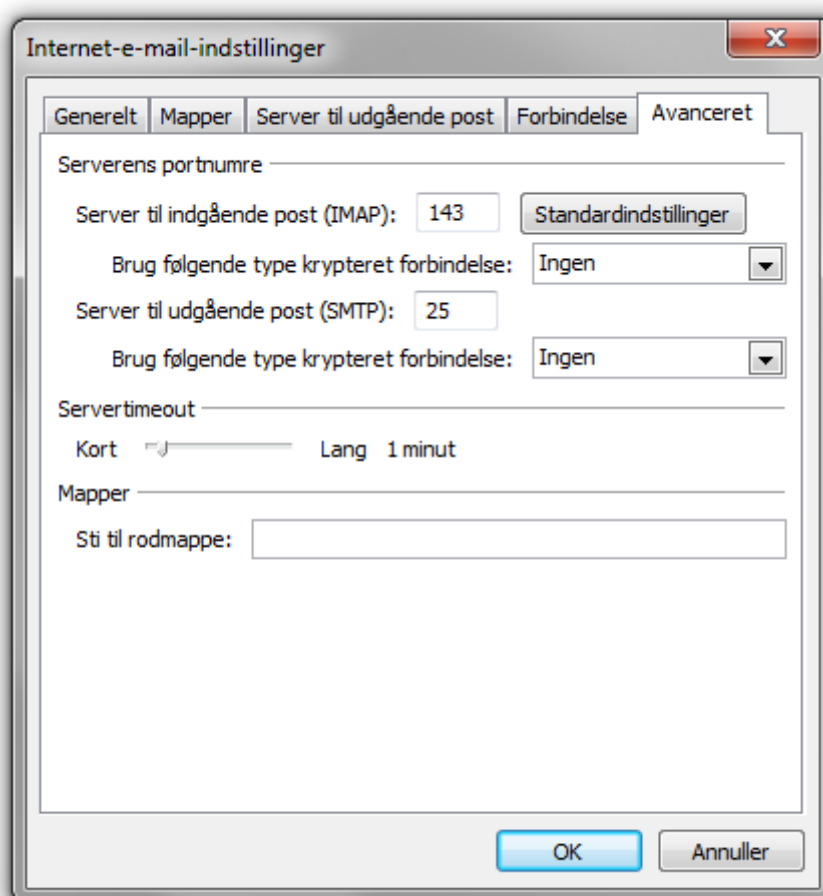 Internet-e-mail-indstillinger
Generelt Mapper Server til udgående post Forbindelse Avanceret
Serverens portnumre
Server til indgående post (IMAP): 143 Standardindstillinger
Brug følgende type krypteret forbindelse: Ingen
Server til udgående post (SMTP): 25
Brug følgende type krypteret forbindelse: Ingen
Servertimeout
Kort Lang 1 minut
Mapper
Sti til rodmappe:
OK Annuller